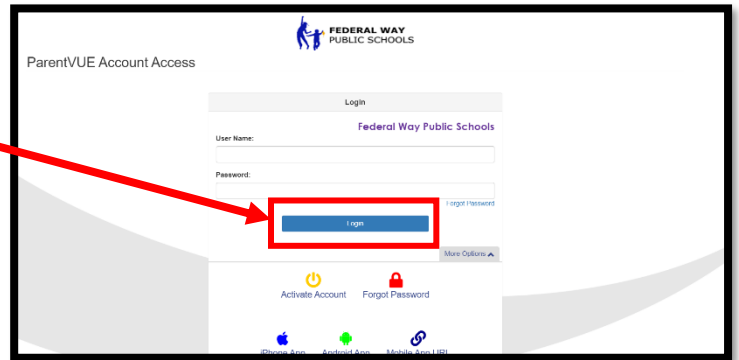 FEDERAL WAY
PUBLIC SCHOOLS
ParentVUE Account Access
Login
Federal Way Public Schools
User Name:
Password:
Forgot Password
Login
More Options
Activate Account Forgot Password
iPhone App Android App Mobile App URL